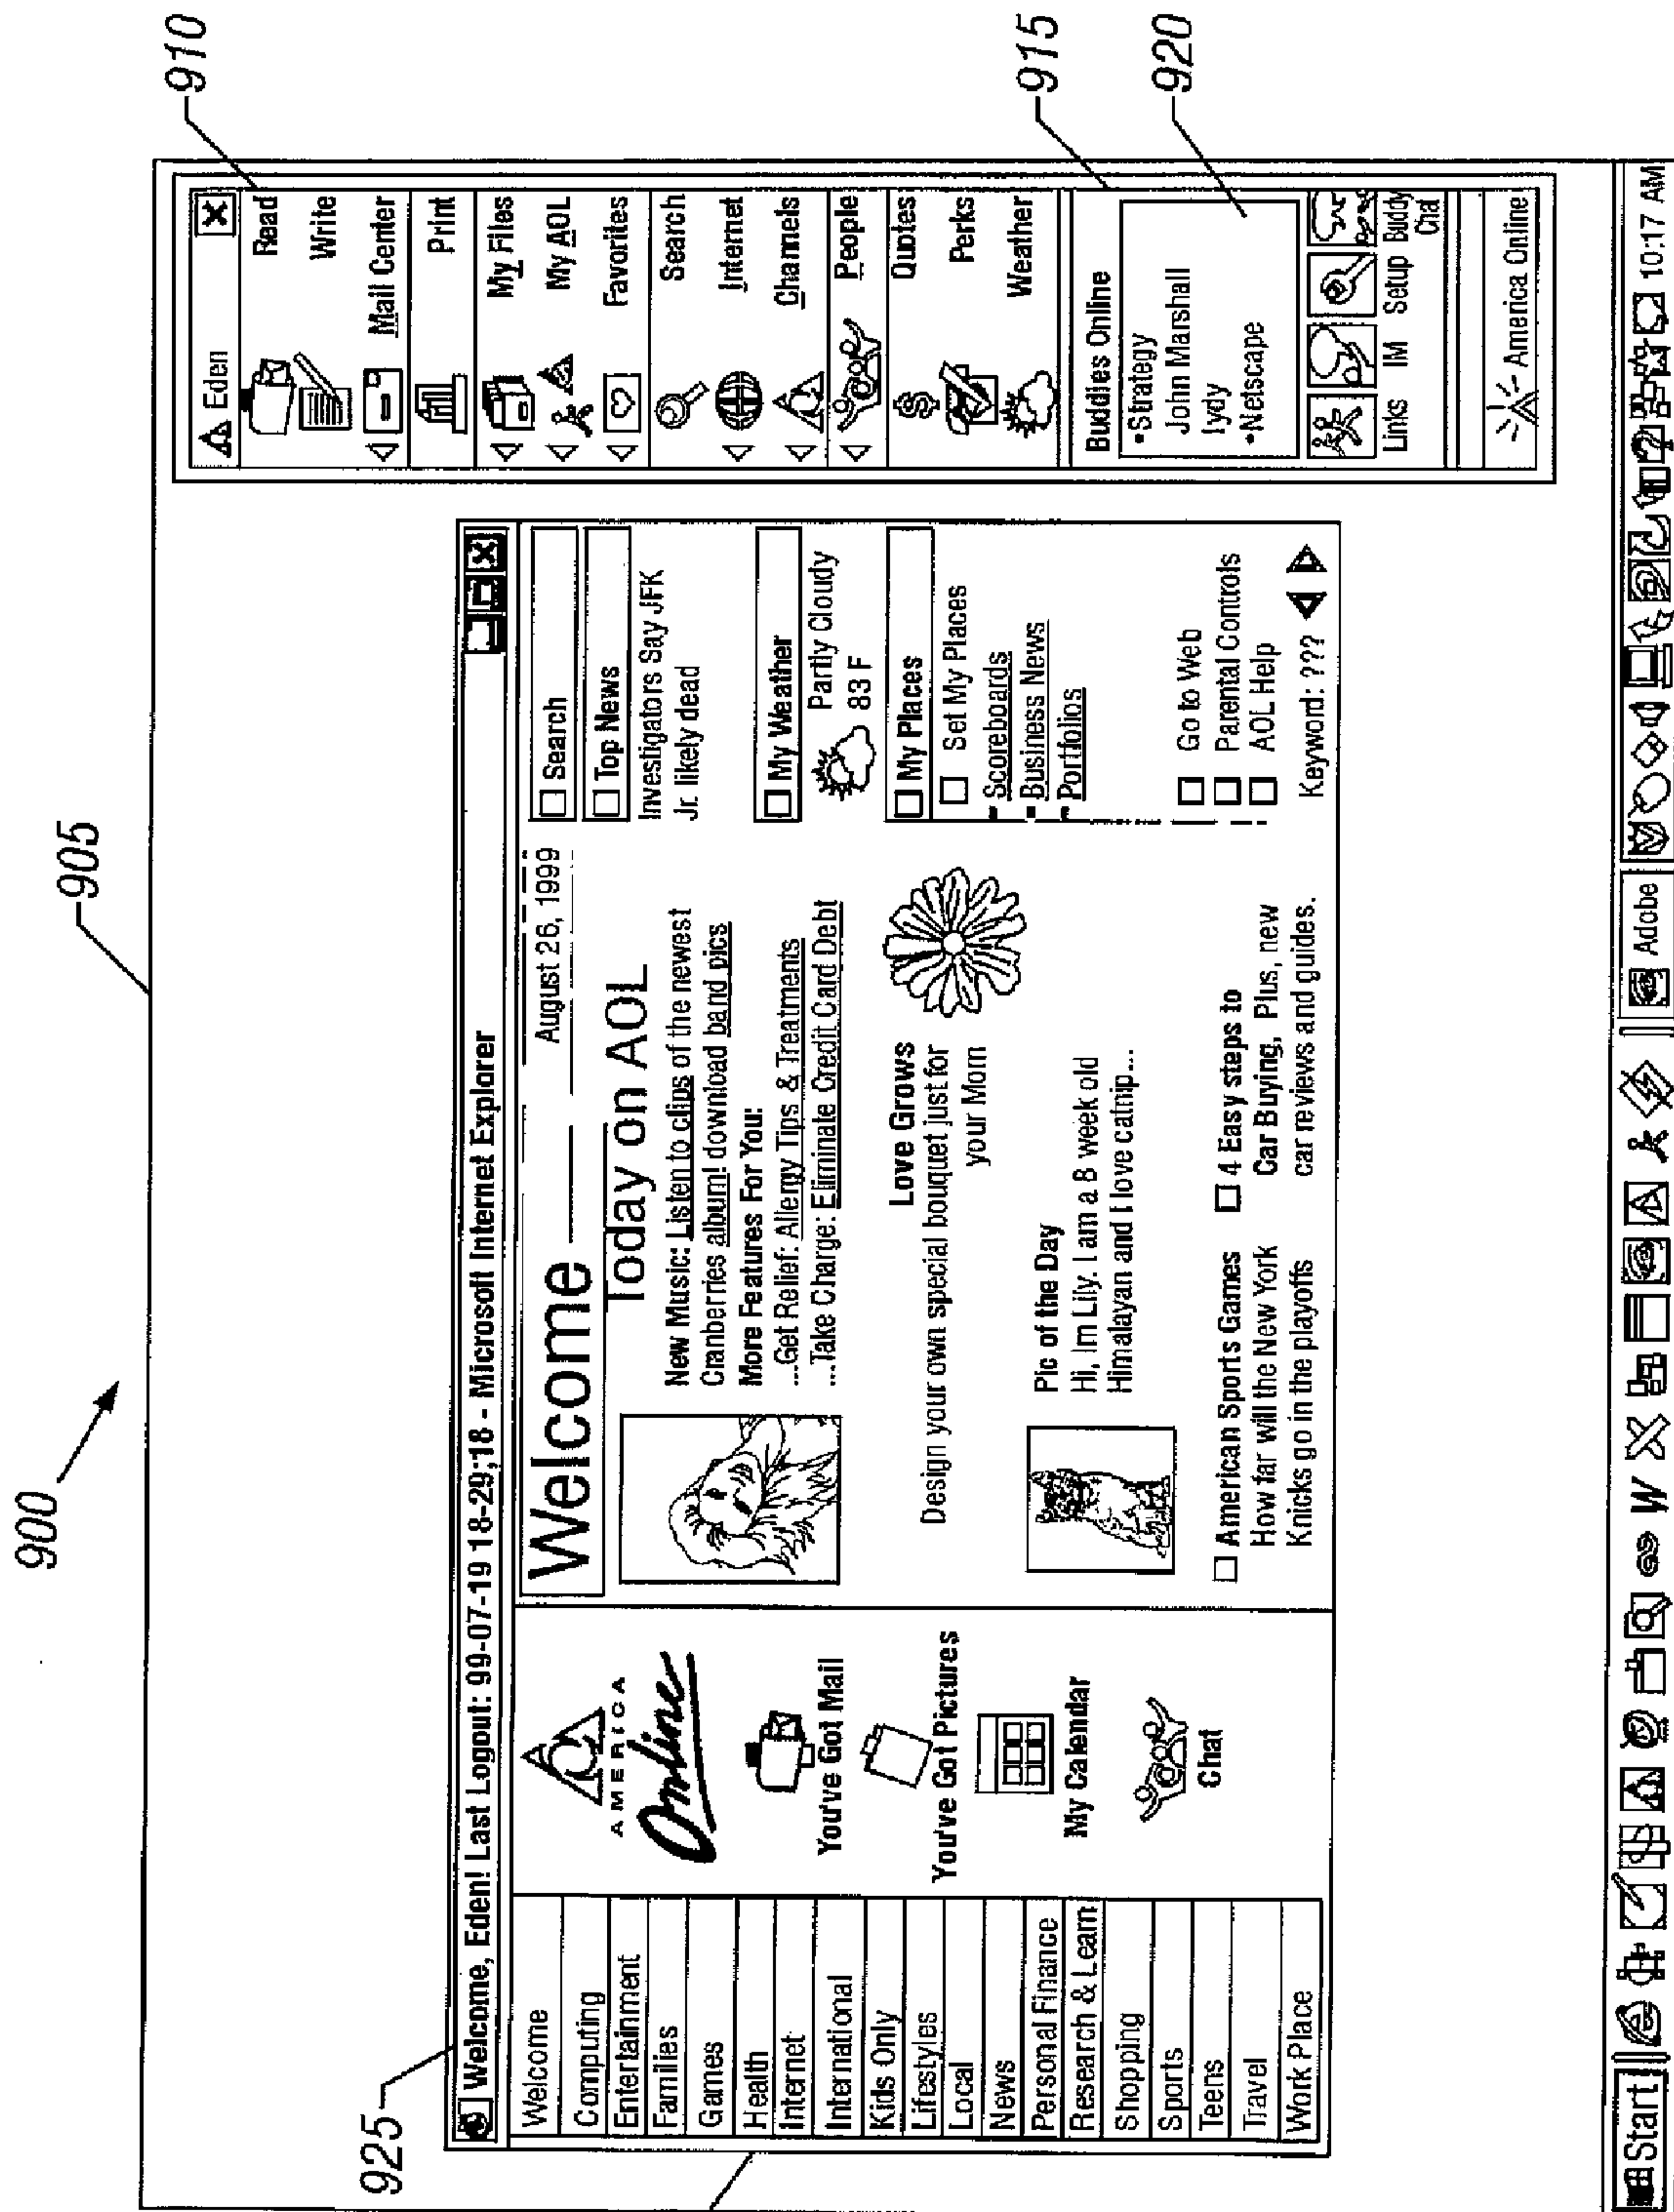 900
905
910
915
920
925
Welcome, Eden! Last Logout: 99-07-19 18-29;18 - Microsoft Internet Explorer
Welcome
Computing
Entertainment
Families
Games
Health
Internet
International
Kids Only
Lifestyles
Local
News
Personal Finance
Research & Learn
Shopping
Sports
Teens
Travel
Work Place
AMERICA
Online
You've Got Mail
You've Got Pictures
My Calendar
Chat
Welcome
August 26, 1999
Today on AOL
New Music: Listen to clips of the newest
Cranberries album! download band pics
More Features For You:
...Get Relief: Allergy Tips & Treatments
...Take Charge: Eliminate Credit Card Debt
Love Grows
Design your own special bouquet just for
your Mom
Pic of the Day
Hi, Im Lily. I am a 8 week old
Himalayan and I love catnip...
American Sports Games
How far will the New York
Knicks go in the playoffs
4 Easy steps to
Car Buying, Plus, new
car reviews and guides.
Search
Top News
Investigators Say JFK
Jr. likely dead
My Weather
Partly Cloudy
83 F
My Places
Set My Places
Scoreboards
Business News
Portfolios
Go to Web
Parental Controls
AOL Help
Keyword: ???
Eden
Read
Write
Mail Center
Print
My Files
My AOL
Favorites
Search
Internet
Channels
People
Quotes
Perks
Weather
Buddies Online
•Strategy
John Marshall
lydy
•Netscape
Links IM Setup Buddy
Chat
America Online
Start
W
Adobe
10:17 AM